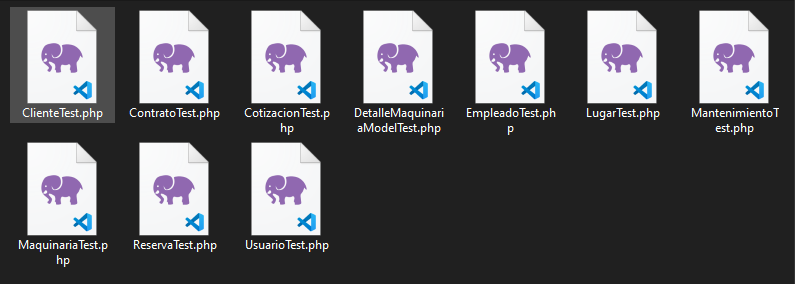 ClienteTest.php
ContratoTest.php
CotizacionTest.p
hp
DetalleMaquinari
aModelTest.php
EmpleadoTest.ph
p
LugarTest.php
MantenimientoT
est.php
MaquinariaTest.p
hp
ReservaTest.php
UsuarioTest.php